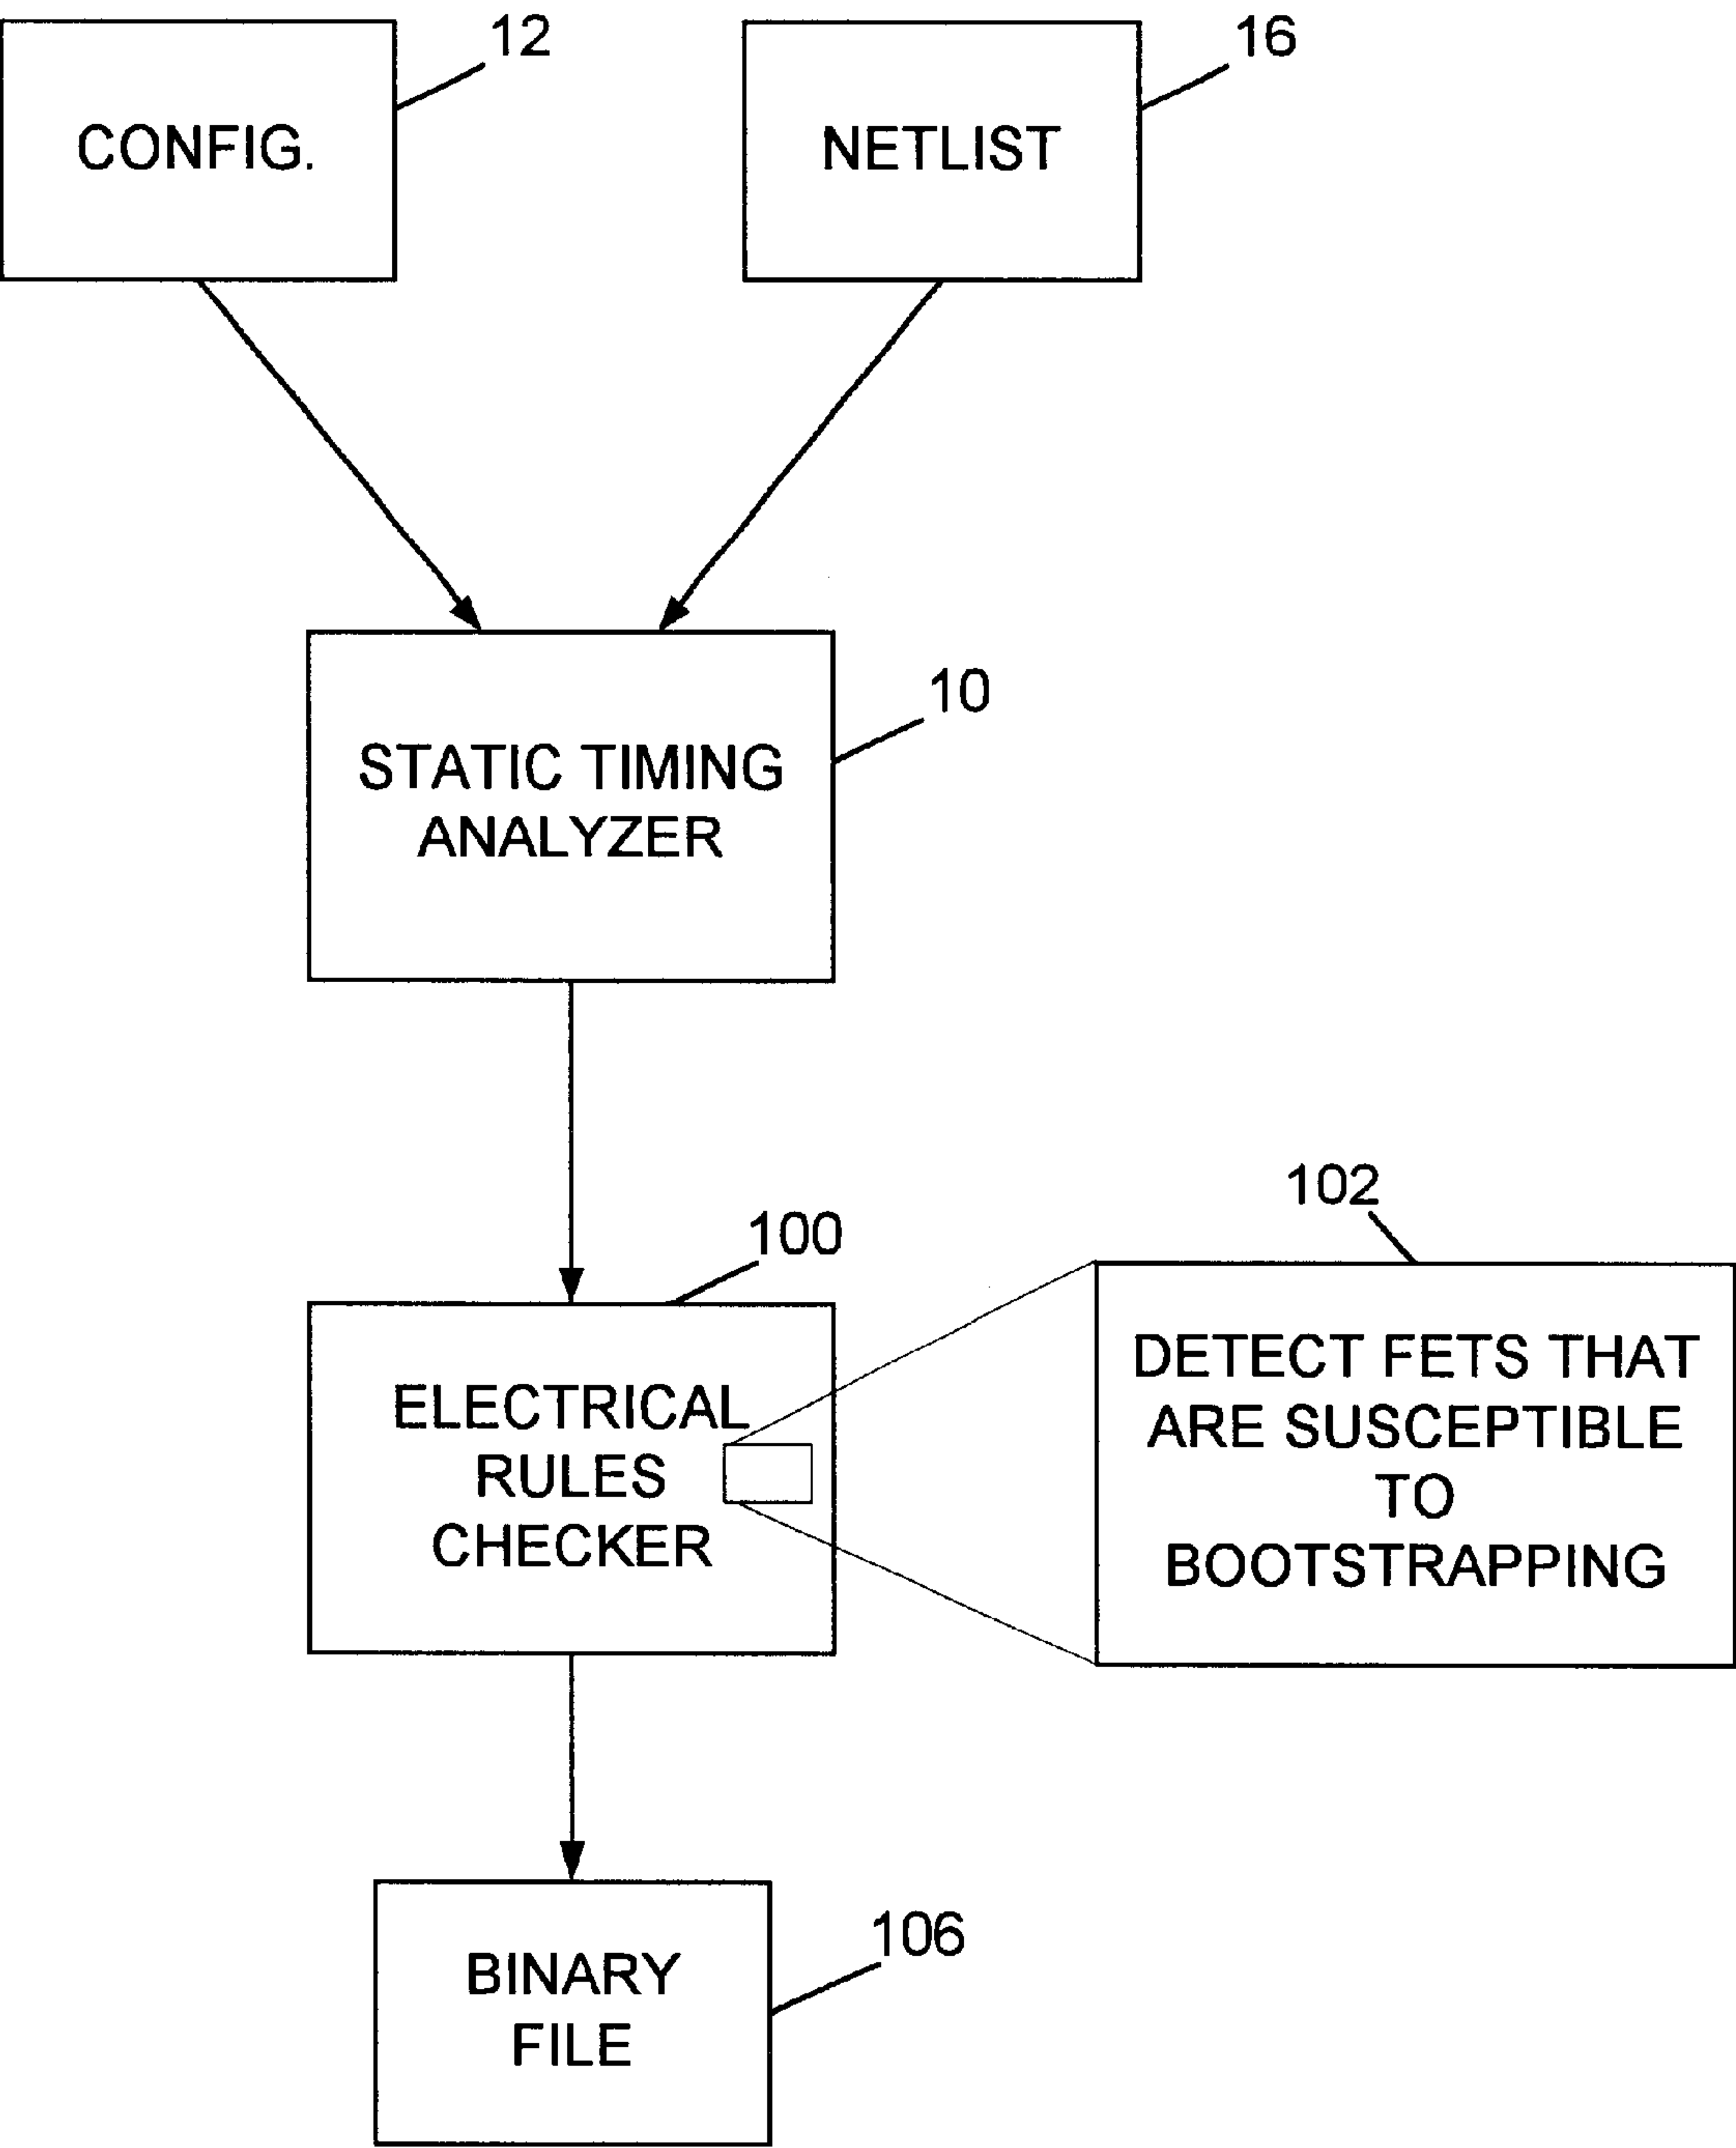 12
16
CONFIG.
NETLIST
10
STATIC TIMING
ANALYZER
102
100
ELECTRICAL
RULES
CHECKER
DETECT FETS THAT
ARE SUSCEPTIBLE
TO
BOOTSTRAPPING
106
BINARY
FILE